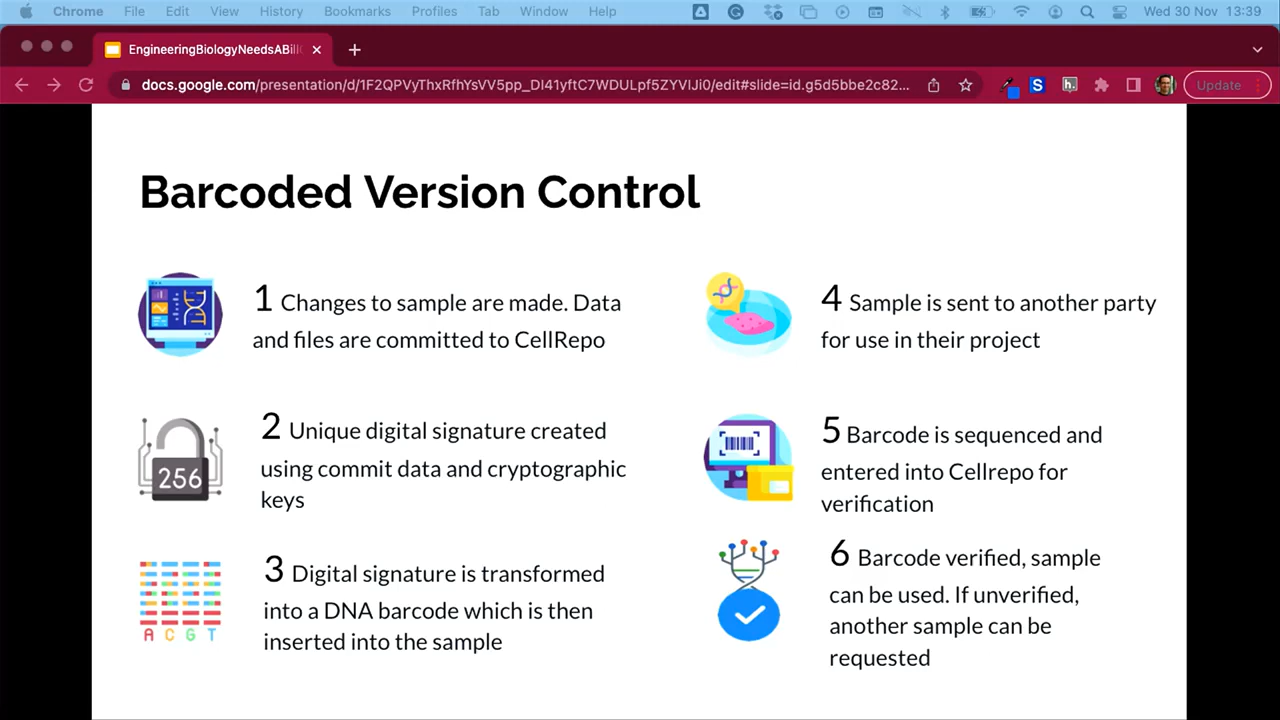 Chrome File Edit View History Bookmarks Profiles Tab Window Help Wed 30 Nov 13:39
EngineeringBiologyNeedsABill
docs.google.com/presentation/d/1F2QPVyThxRfhYsVV5pp_DI41yftC7WDULpf5ZYVIJi0/edit#slide=id.g5d5bbe2c82... S h Update
Barcoded Version Control
1 Changes to sample are made. Data
and files are committed to CellRepo
256
2 Unique digital signature created
using commit data and cryptographic
keys
3 Digital signature is transformed
into a DNA barcode which is then
inserted into the sample
A C G T
4 Sample is sent to another party
for use in their project
5 Barcode is sequenced and
entered into Cellrepo for
verification
6 Barcode verified, sample
can be used. If unverified,
another sample can be
requested